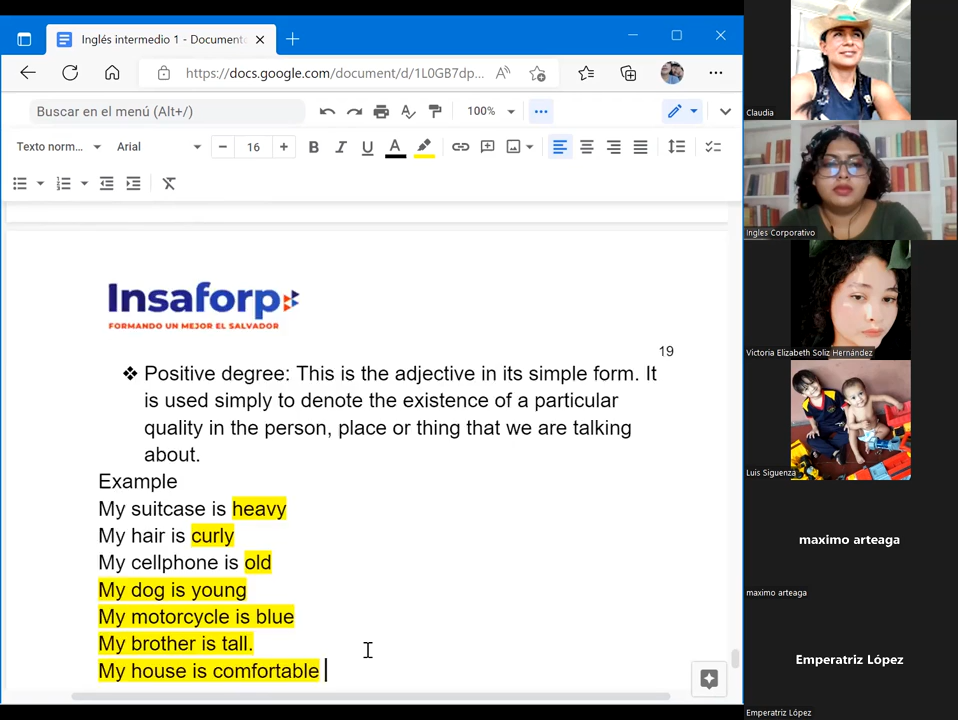 Inglés intermedio 1 - Documento
https://docs.google.com/document/d/1L0GB7dp...
Buscar en el menú (Alt+/)
100%
Texto norm...
Arial
16
Insaforp
FORMANDO UN MEJOR EL SALVADOR
19
❖ Positive degree: This is the adjective in its simple form. It
is used simply to denote the existence of a particular
quality in the person, place or thing that we are talking
about.
Example
My suitcase is heavy
My hair is curly
My cellphone is old
My dog is young
My motorcycle is blue
My brother is tall.
My house is comfortable
Claudia
Ingles Corporativo
Victoria Elizabeth Soliz Hernández
Luis Siguenza
maximo arteaga
maximo arteaga
Emperatriz López
Emperatriz López